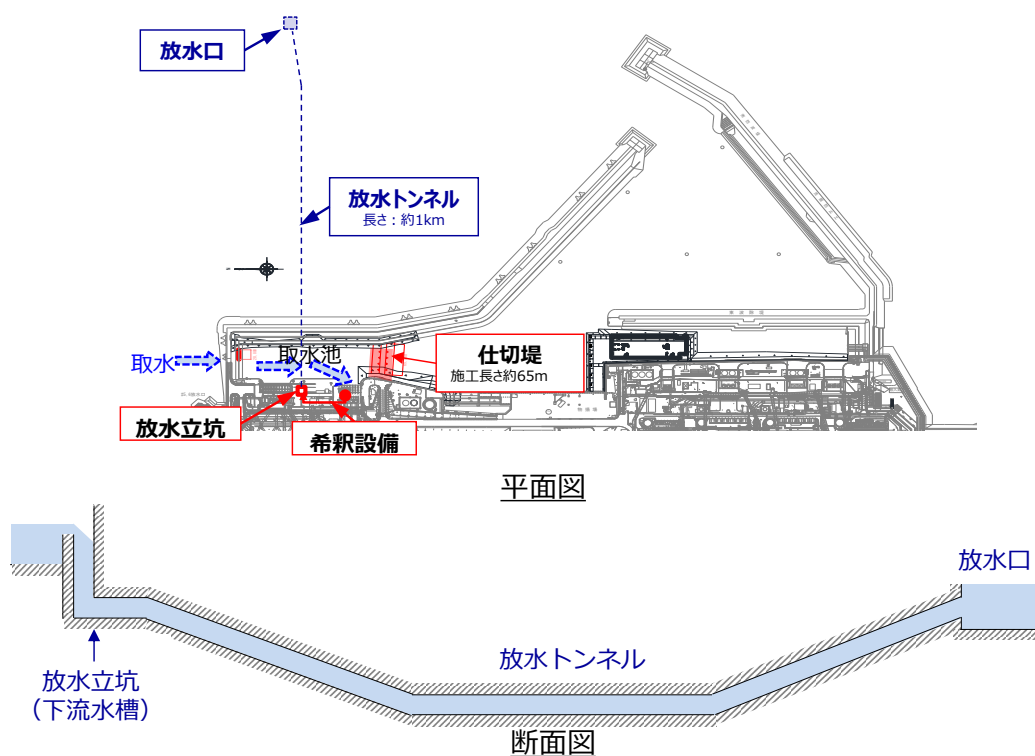 放水口
放水トンネル
長さ：約1km
取水
取水池
仕切堤
施工長さ約65m
放水立坑
希釈設備
平面図
放水口
放水トンネル
放水立坑
（下流水槽）
断面図